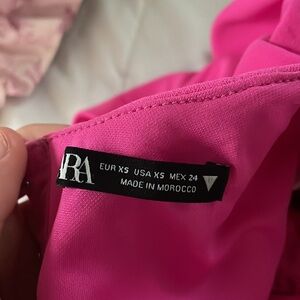 RA
EUR XS USA XS MEX 24
MADE IN MOROCCO